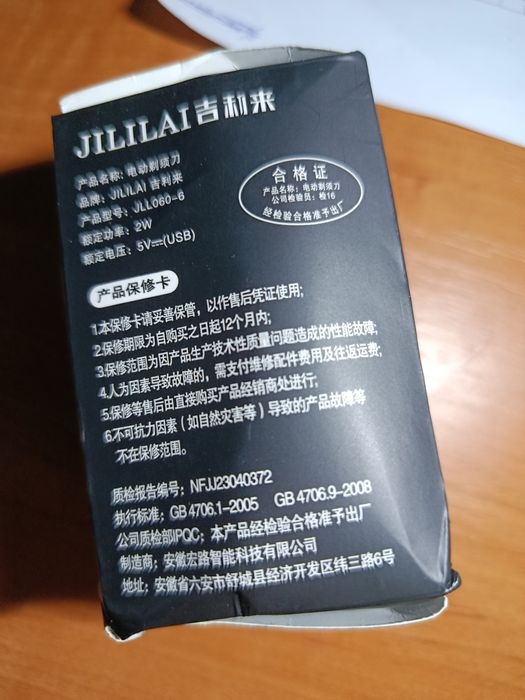 JILILAI吉利来
产品名称: 电动剃须刀
品牌: JILILAI 吉利来
产品型号: JLL060-6
额定功率: 2W
额定电压: 5V⎓(USB)
合格证
产品名称: 电动剃须刀
公司检验员: 检16
经检验合格准予出厂
产品保修卡
1.本保修卡请妥善保管, 以作售后凭证使用;
2.保修期限为自购买之日起12个月内;
3.保修范围为因产品生产技术性质量问题造成的性能故障;
4.人为因素导致故障的, 需支付维修配件费用及往返运费;
5.保修等售后由直接购买产品经销商处进行;
6.不可抗力因素 (如自然灾害等) 导致的产品故障等
不在保修范围。
质检报告编号: NFJJ23040372
执行标准: GB 4706.1-2005 GB 4706.9-2008
公司质检部IPQC: 本产品经检验合格准予出厂
制造商: 安徽宏路智能科技有限公司
地址: 安徽省六安市舒城县经济开发区纬三路6号